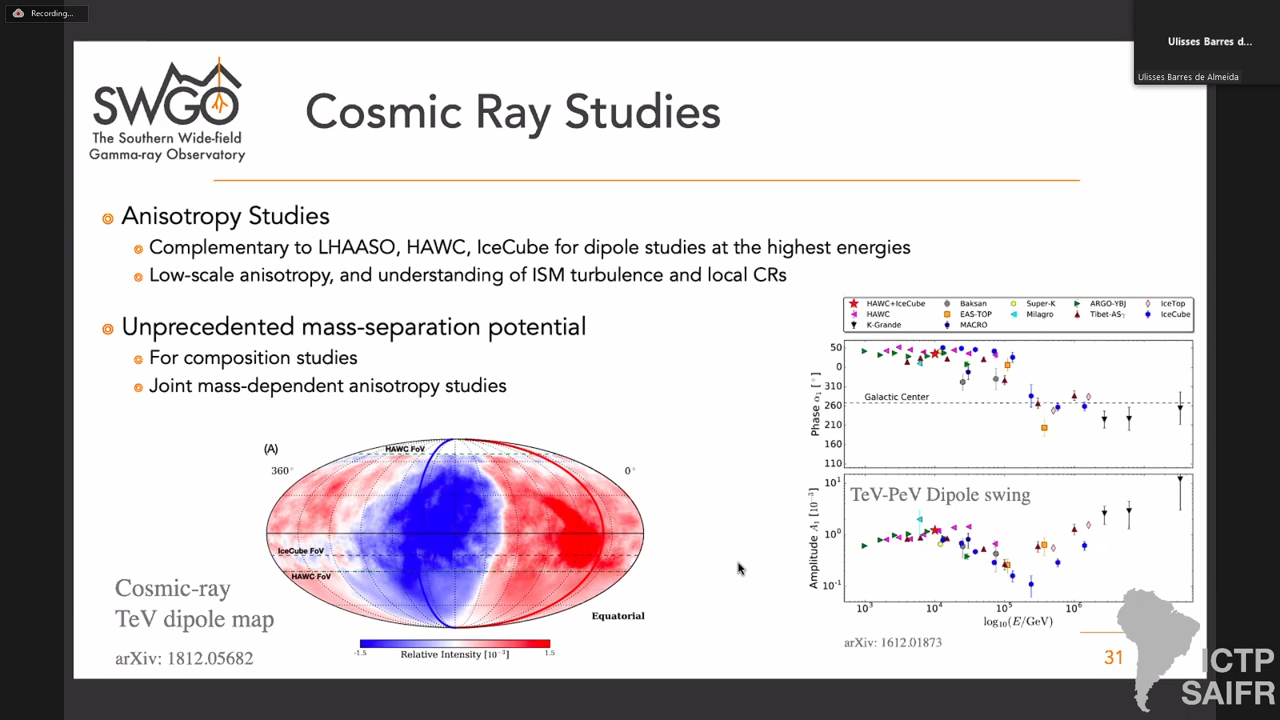 Recording...
Ulisses Barres d...
Ulisses Barres de Almeida
SWGO
The Southern Wide-field
Gamma-ray Observatory
Cosmic Ray Studies
Anisotropy Studies
Complementary to LHAASO, HAWC, IceCube for dipole studies at the highest energies
Low-scale anisotropy, and understanding of ISM turbulence and local CRs
Unprecedented mass-separation potential
For composition studies
Joint mass-dependent anisotropy studies
(A)
HAWC FoV
360°
0°
IceCube FoV
HAWC FoV
Equatorial
-1.5
1.5
Relative Intensity [10⁻³]
Cosmic-ray
TeV dipole map
arXiv: 1812.05682
HAWC+IceCube
Baksan
Super-K
ARGO-YBJ
IceTop
HAWC
EAS-TOP
Milagro
Tibet-ASγ
IceCube
K-Grande
MACRO
50
0
310
260
210
160
110
Phase α₁ [°]
Galactic Center
TeV-PeV Dipole swing
10¹
10⁰
10⁻¹
Amplitude A₁ [10⁻³]
10³
10⁴
10⁵
10⁶
log₁₀(E/GeV)
arXiv: 1612.01873
31
ICTP
SAIFR